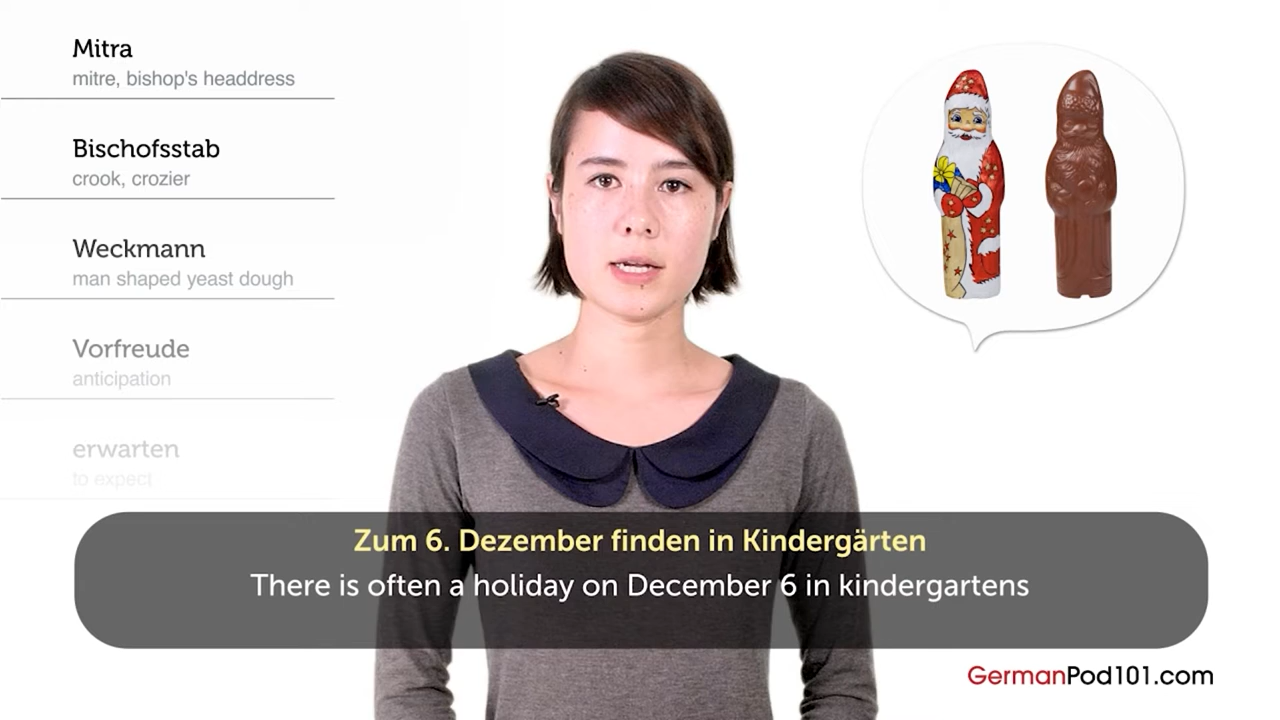 Mitra
mitre, bishop's headdress
Bischofsstab
crook, crozier
Weckmann
man shaped yeast dough
Vorfreude
anticipation
erwarten
to expect
Zum 6. Dezember finden in Kindergärten
There is often a holiday on December 6 in kindergartens
GermanPod101.com